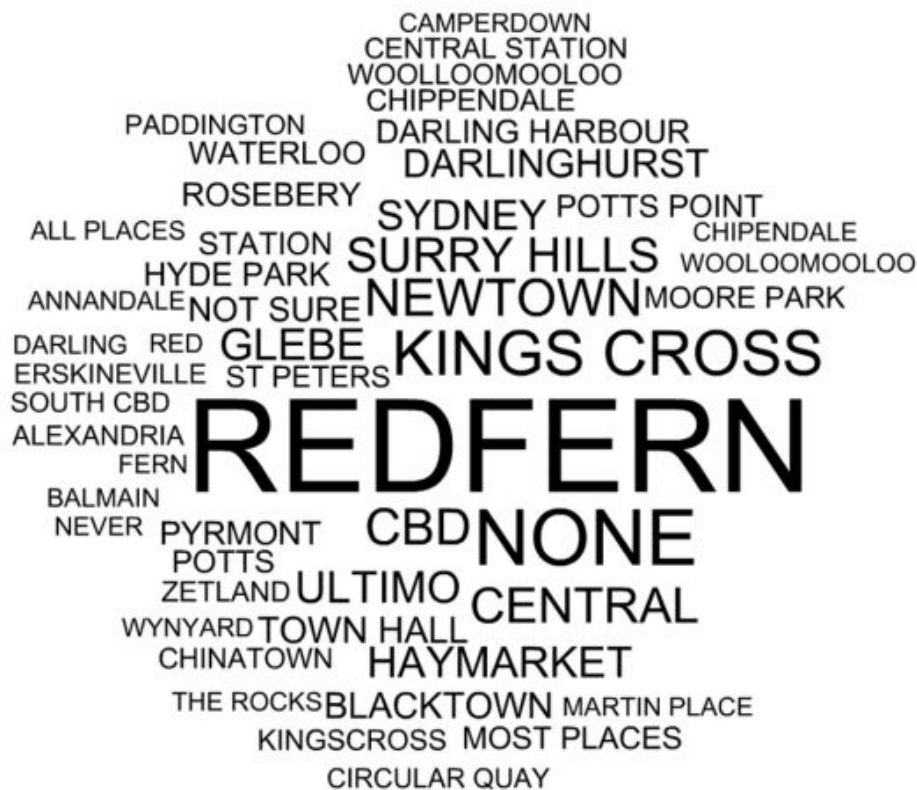 CAMPERDOWN
CENTRAL STATION
WOOLLOOMOOLOO
CHIPPENDALE
PADDINGTON
DARLING HARBOUR
WATERLOO
DARLINGHURST
ROSEBERY
SYDNEY
POTTS POINT
ALL PLACES
STATION
SURRY HILLS
CHIPENDALE
HYDE PARK
WOOLOOMOOLOO
ANNANDALE
NOT SURE
NEWTOWN
MOORE PARK
DARLING
RED
GLEBE
KINGS CROSS
ERSKINEVILLE
ST PETERS
SOUTH CBD
REDFERN
ALEXANDRIA
FERN
BALMAIN
NEVER
PYRMONT
CBD
NONE
POTTS
ZETLAND
ULTIMO
CENTRAL
WYNYARD
TOWN HALL
CHINATOWN
HAYMARKET
THE ROCKS
BLACKTOWN
MARTIN PLACE
KINGSCROSS
MOST PLACES
CIRCULAR QUAY